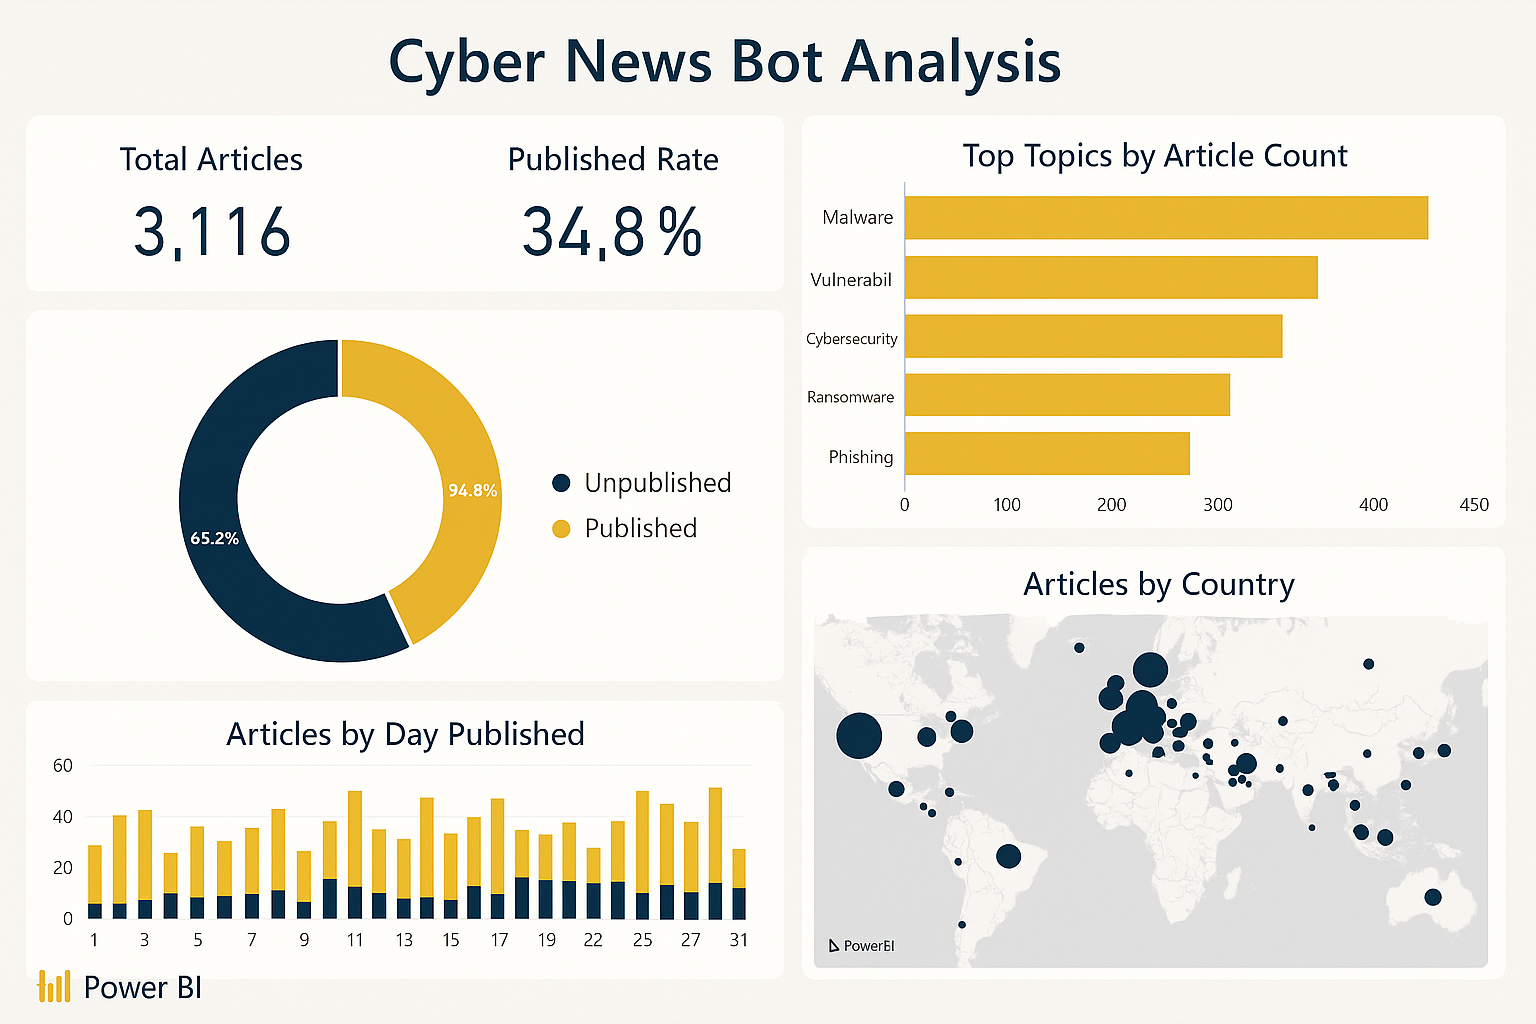 Cyber News Bot Analysis
Total Articles
3,116
Published Rate
34,8%
65.2%
94.8%
Unpublished
Published
Articles by Day Published
60
40
20
0
1 3 5 7 9 11 13 15 17 19 22 25 27 31
Power BI
Top Topics by Article Count
Malware
Vulnerabil
Cybersecurity
Ransomware
Phishing
0 100 200 300 400 450
Articles by Country
PowerBI